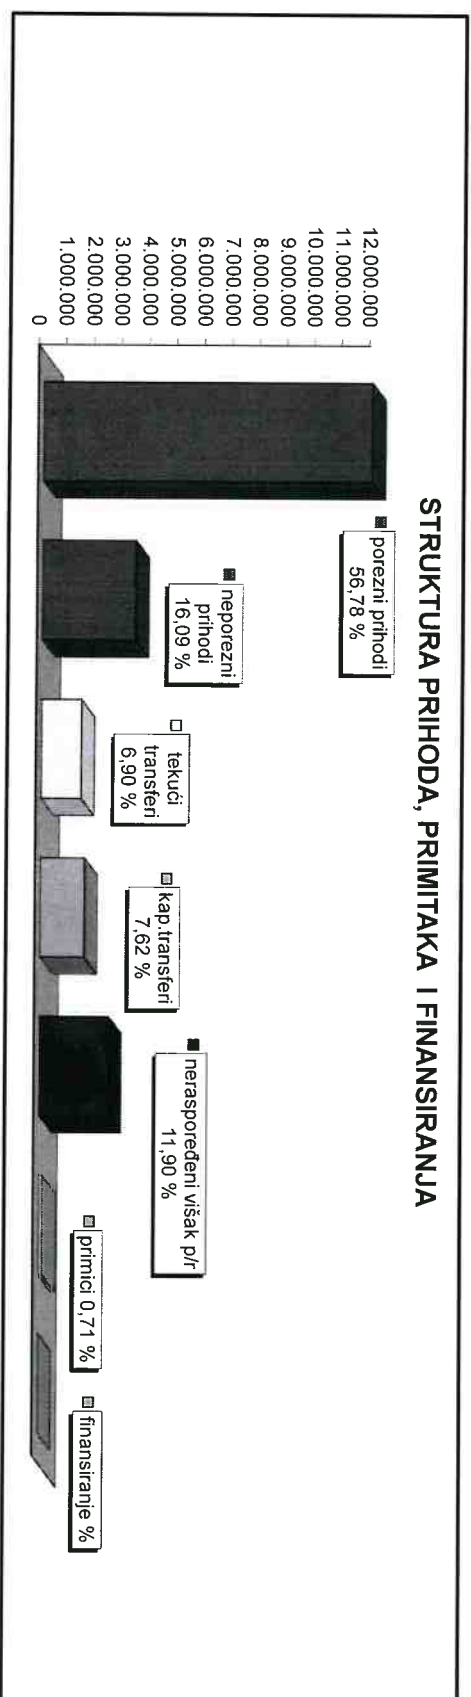 STRUKTURA PRIHODA, PRIMITAKA I FINANSIRANJA
12.000.000
11.000.000
10.000.000
9.000.000
8.000.000
7.000.000
6.000.000
5.000.000
4.000.000
3.000.000
2.000.000
1.000.000
0
porezni prihodi
56,78 %
neporezni
prihodi
16,09 %
tekući
transferi
6,90 %
kap.transferi
7,62 %
neraspoređeni višak p/r
11,90 %
primici 0,71 %
finansiranje %